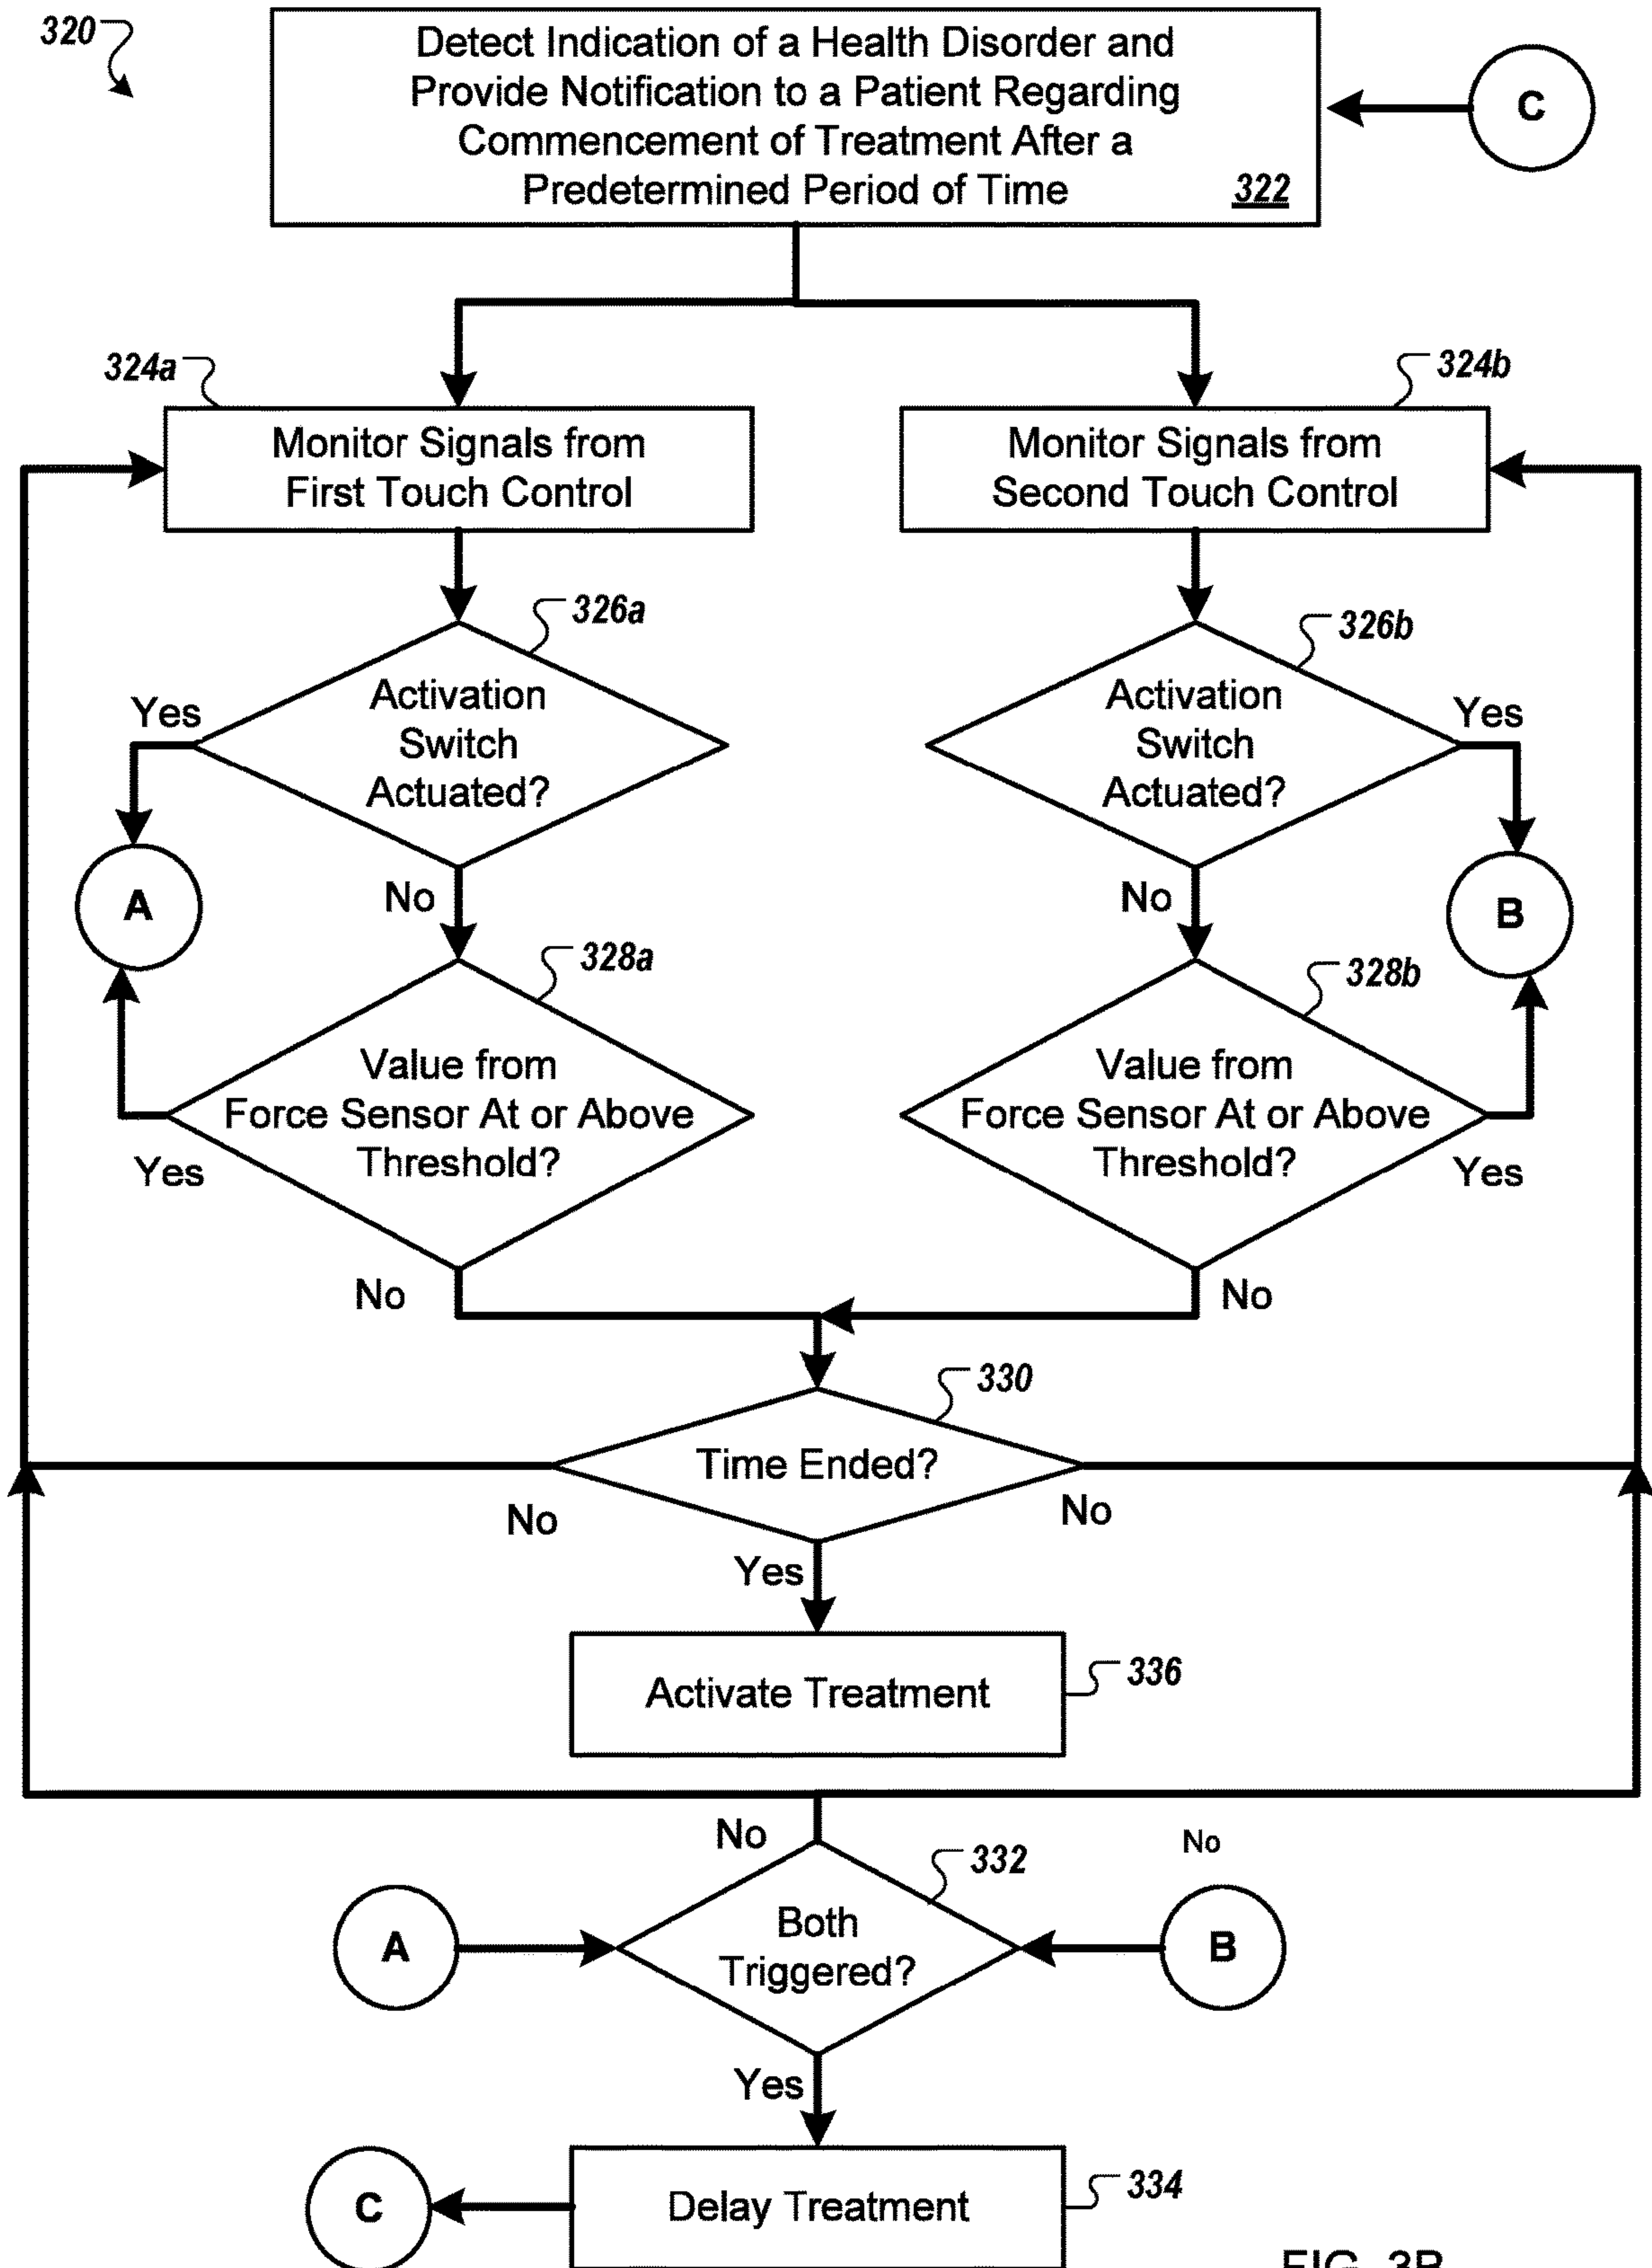 320
Detect Indication of a Health Disorder and
Provide Notification to a Patient Regarding
Commencement of Treatment After a
Predetermined Period of Time
322
C
324a
324b
Monitor Signals from
First Touch Control
Monitor Signals from
Second Touch Control
326a
326b
Activation
Switch
Actuated?
Yes
Activation
Switch
Actuated?
Yes
A
No
No
B
328a
328b
Value from
Force Sensor At or Above
Threshold?
Yes
Value from
Force Sensor At or Above
Threshold?
Yes
No
No
330
Time Ended?
No
No
Yes
Activate Treatment
336
No
No
332
A
Both
Triggered?
B
Yes
C
Delay Treatment
334
FIG. 3B